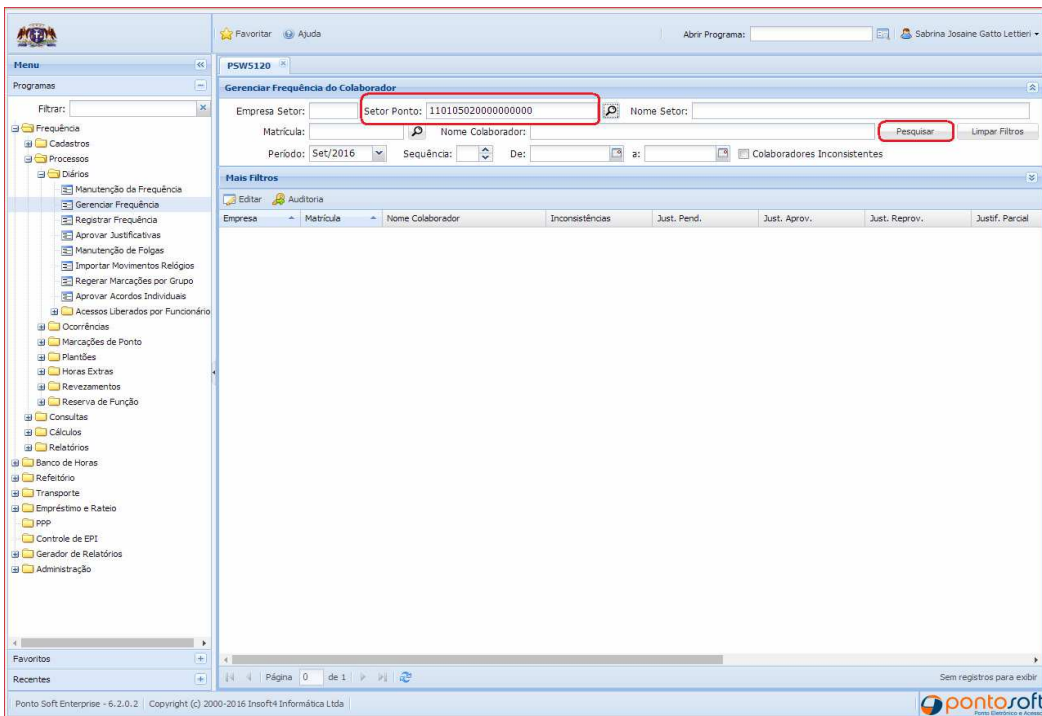 Favoritar Ajuda Abrir Programa: Sabrina Josaine Gatto Lettieri
Menu
PSW5120
Programas
Gerenciar Frequência do Colaborador
Filtrar:
Empresa Setor: Setor Ponto: 110105020000000000 Nome Setor:
Matrícula: Nome Colaborador: Pesquisar Limpar Filtros
Período: Set/2016 Sequência: De: a: Colaboradores Inconsistentes
Mais Filtros
Editar Auditoria
Empresa Matrícula Nome Colaborador Inconsistências Just. Pend. Just. Aprov. Just. Reprov. Justif. Parcial
Frequência
Cadastros
Processos
Diários
Manutenção da Frequência
Gerenciar Frequência
Registrar Frequência
Aprovar Justificativas
Manutenção de Folgas
Importar Movimentos Relógios
Regerar Marcações por Grupo
Aprovar Acordos Individuais
Acessos Liberados por Funcionário
Ocorrências
Marcações de Ponto
Plantões
Horas Extras
Revezamentos
Reserva de Função
Consultas
Cálculos
Relatórios
Banco de Horas
Refeitório
Transporte
Empréstimo e Rateio
PPP
Controle de EPI
Gerador de Relatórios
Administração
Favoritos
Recentes
Página 0 de 1 Sem registros para exibir
Ponto Soft Enterprise - 6.2.0.2 Copyright (c) 2000-2016 Insoft4 Informática Ltda
pontosoft
Ponto Eletrônico e Acesso